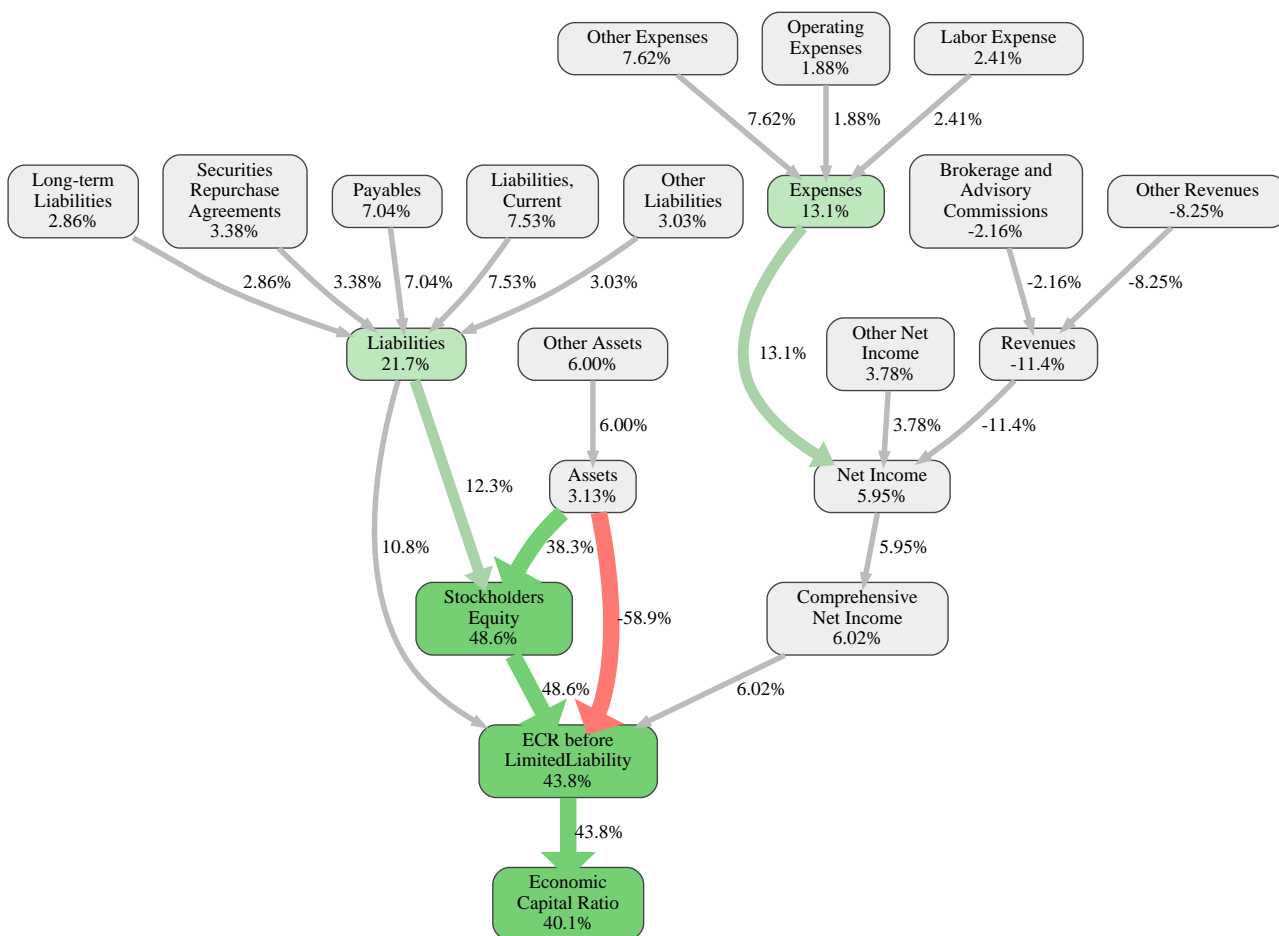 Other Expenses
7.62%
Operating
Expenses
1.88%
Labor Expense
2.41%
7.62%
1.88%
2.41%
Long-term
Liabilities
2.86%
Securities
Repurchase
Agreements
3.38%
Payables
7.04%
Liabilities,
Current
7.53%
Other
Liabilities
3.03%
Expenses
13.1%
Brokerage and
Advisory
Commissions
-2.16%
Other Revenues
-8.25%
2.86%
3.38%
7.04%
7.53%
3.03%
-2.16%
-8.25%
Liabilities
21.7%
Other Assets
6.00%
13.1%
Other Net
Income
3.78%
Revenues
-11.4%
6.00%
3.78%
-11.4%
Assets
3.13%
Net Income
5.95%
12.3%
10.8%
38.3%
5.95%
Stockholders
Equity
48.6%
-58.9%
Comprehensive
Net Income
6.02%
48.6%
6.02%
ECR before
LimitedLiability
43.8%
43.8%
Economic
Capital Ratio
40.1%